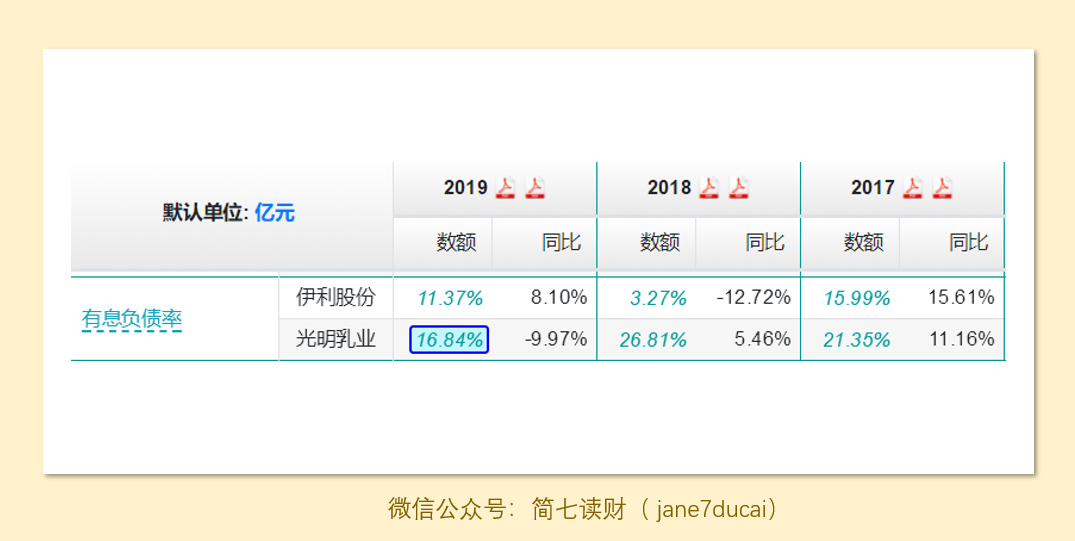 默认单位: 亿元 2019 2018 2017
数额 同比 数额 同比 数额 同比
有息负债率 伊利股份 11.37% 8.10% 3.27% -12.72% 15.99% 15.61%
光明乳业 16.84% -9.97% 26.81% 5.46% 21.35% 11.16%
微信公众号：简七读财（ jane7ducai）